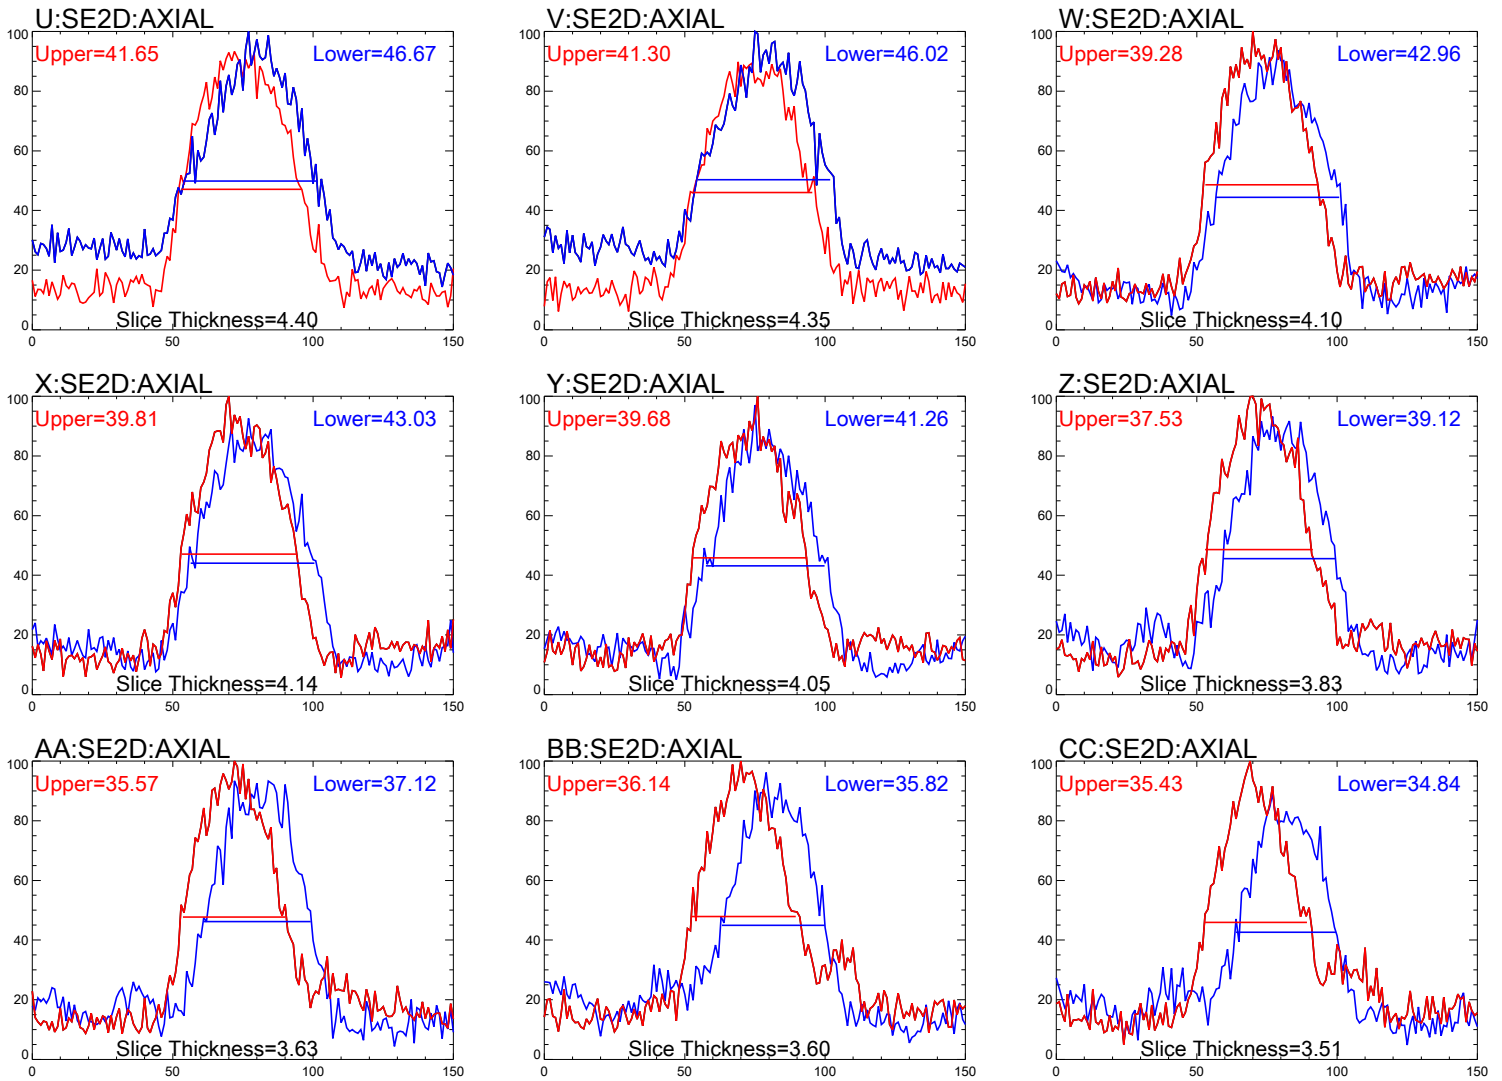 U:SE2D:AXIAL
Upper=41.65 Lower=46.67
100
80
60
40
20
0
Slice Thickness=4.40
0 50 100 150
V:SE2D:AXIAL
Upper=41.30 Lower=46.02
100
80
60
40
20
0
Slice Thickness=4.35
0 50 100 150
W:SE2D:AXIAL
Upper=39.28 Lower=42.96
100
80
60
40
20
0
Slice Thickness=4.10
0 50 100 150
X:SE2D:AXIAL
Upper=39.81 Lower=43.03
100
80
60
40
20
0
Slice Thickness=4.14
0 50 100 150
Y:SE2D:AXIAL
Upper=39.68 Lower=41.26
100
80
60
40
20
0
Slice Thickness=4.05
0 50 100 150
Z:SE2D:AXIAL
Upper=37.53 Lower=39.12
100
80
60
40
20
0
Slice Thickness=3.83
0 50 100 150
AA:SE2D:AXIAL
Upper=35.57 Lower=37.12
100
80
60
40
20
0
Slice Thickness=3.63
0 50 100 150
BB:SE2D:AXIAL
Upper=36.14 Lower=35.82
100
80
60
40
20
0
Slice Thickness=3.60
0 50 100 150
CC:SE2D:AXIAL
Upper=35.43 Lower=34.84
100
80
60
40
20
0
Slice Thickness=3.51
0 50 100 150